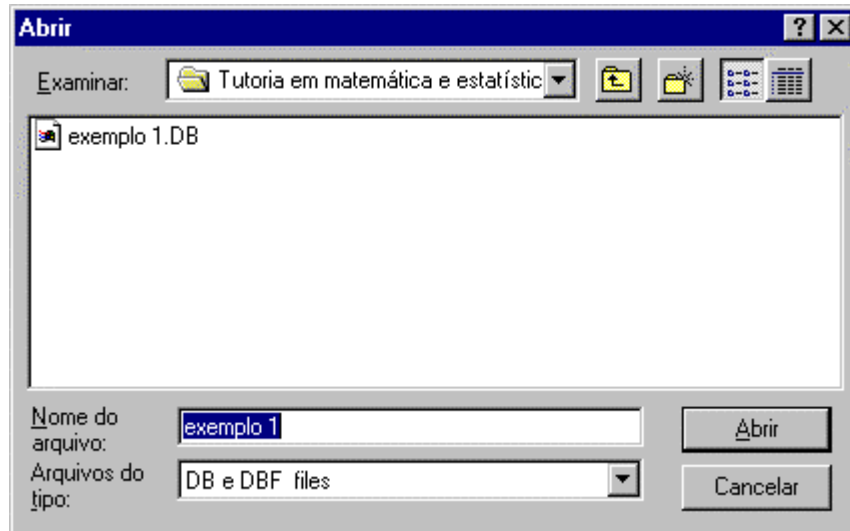 Abrir
Examinar: Tutoria em matemática e estatístic
exemplo 1.DB
Nome do
arquivo:
exemplo 1
Abrir
Arquivos do
tipo:
DB e DBF files
Cancelar